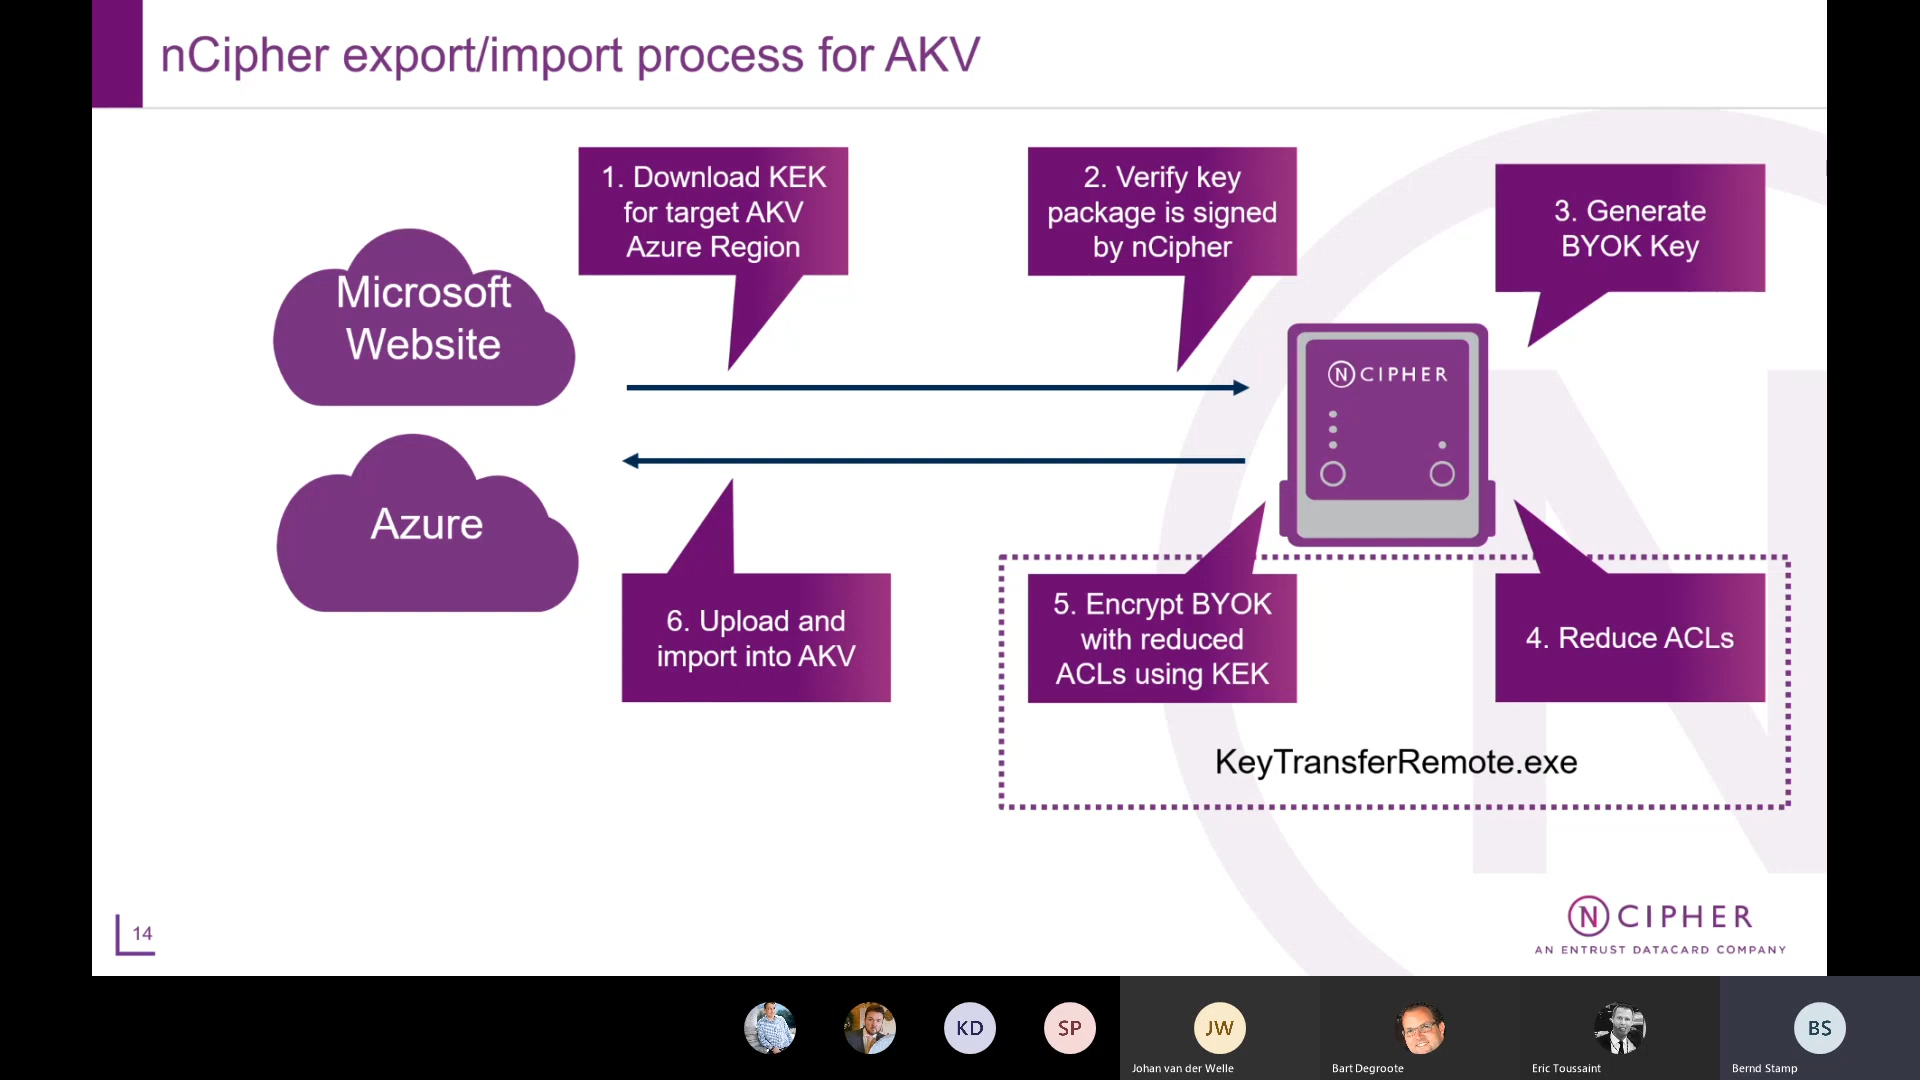 nCipher export/import process for AKV
1. Download KEK
for target AKV
Azure Region
2. Verify key
package is signed
by nCipher
3. Generate
BYOK Key
Microsoft
Website
N CIPHER
Azure
6. Upload and
import into AKV
5. Encrypt BYOK
with reduced
ACLs using KEK
4. Reduce ACLs
KeyTransferRemote.exe
14
N CIPHER
AN ENTRUST DATACARD COMPANY
KD
SP
JW
BS
Johan van der Welle
Bart Degroote
Eric Toussaint
Bernd Stamp